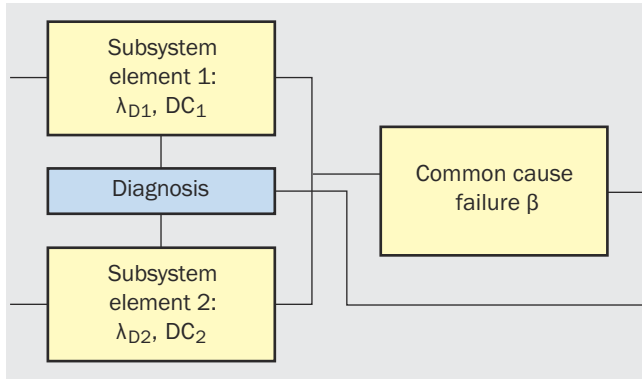 Subsystem
element 1:
λD1, DC1
Diagnosis
Subsystem
element 2:
λD2, DC2
Common cause
failure β